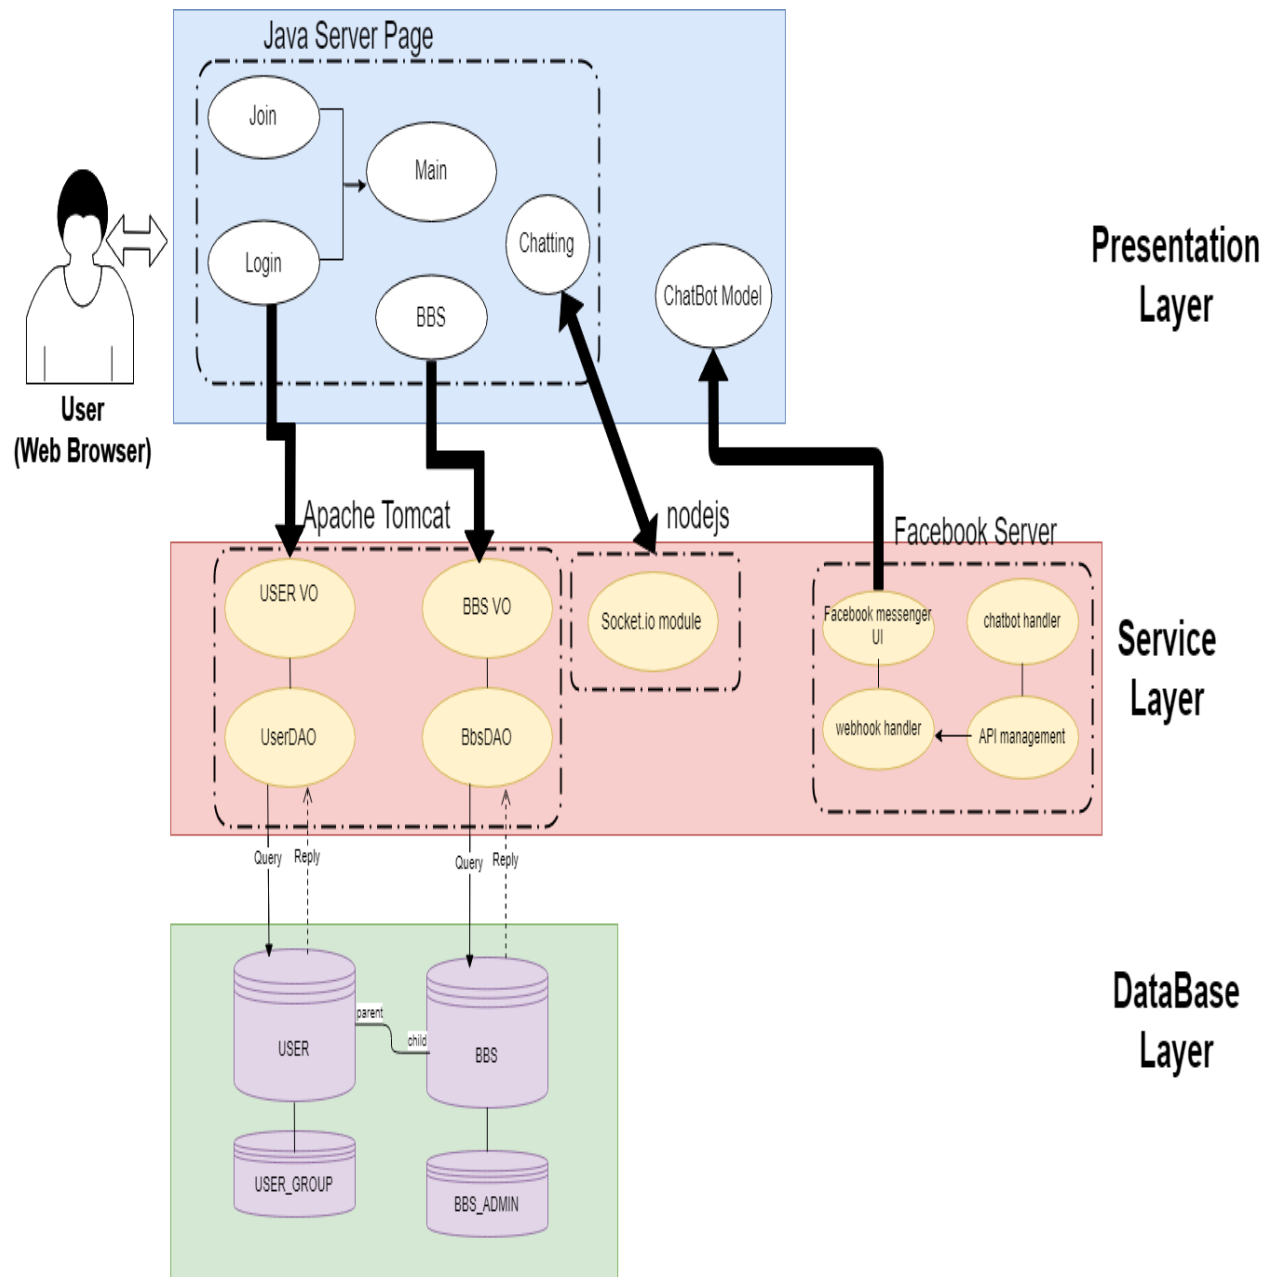 Java Server Page
Join
Main
Login
Chatting
BBS
ChatBot Model
Presentation
Layer
User
(Web Browser)
Apache Tomcat
nodejs
Facebook Server
USER VO
BBS VO
Socket.io module
Facebook messenger
UI
chatbot handler
Service
Layer
UserDAO
BbsDAO
webhook handler
API management
Query
Reply
Query
Reply
parent
child
USER
BBS
DataBase
Layer
USER_GROUP
BBS_ADMIN